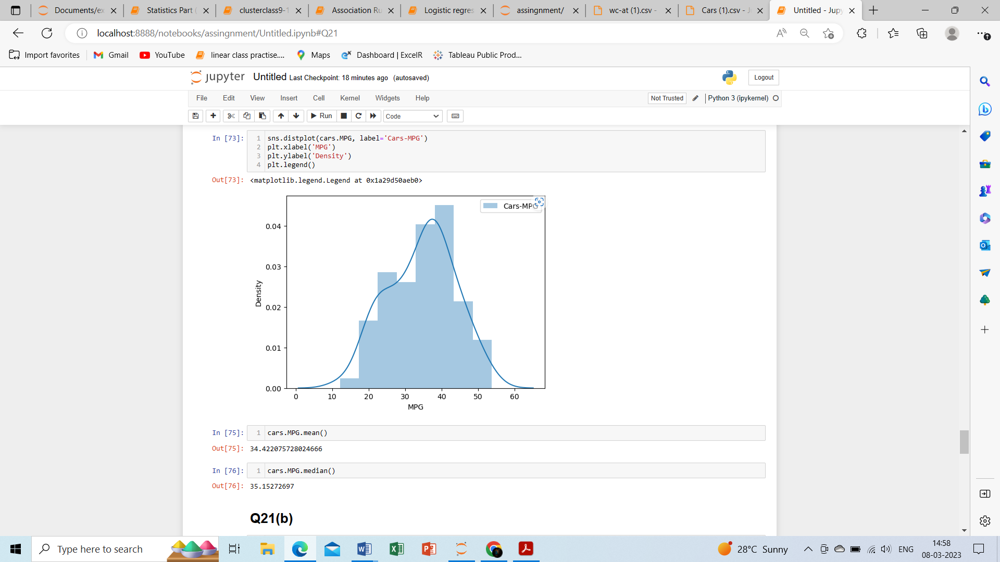 Documents/ex
Statistics Part (
clusterclass9-1
Association Ru
Logistic regres
assingnment/
wc-at (1).csv -
Cars (1).csv - J
Untitled - Jupy
localhost:8888/notebooks/assingnment/Untitled.ipynb#Q21
Import favorites
Gmail
YouTube
linear class practise....
Maps
Dashboard | ExcelR
Tableau Public Prod...
jupyter Untitled Last Checkpoint: 18 minutes ago (autosaved)
Logout
File Edit View Insert Cell Kernel Widgets Help
Not Trusted
Python 3 (ipykernel)
Run
Code
In [73]:
1 sns.distplot(cars.MPG, label='Cars-MPG')
2 plt.xlabel('MPG')
3 plt.ylabel('Density')
4 plt.legend()
Out[73]: <matplotlib.legend.Legend at 0x1a29d50aeb0>
Cars-MPG
0.04
0.03
0.02
0.01
0.00
Density
0 10 20 30 40 50 60
MPG
In [75]: 1 cars.MPG.mean()
Out[75]: 34.422075728024666
In [76]: 1 cars.MPG.median()
Out[76]: 35.15272697
Q21(b)
Type here to search
28°C Sunny
ENG
14:58
08-03-2023